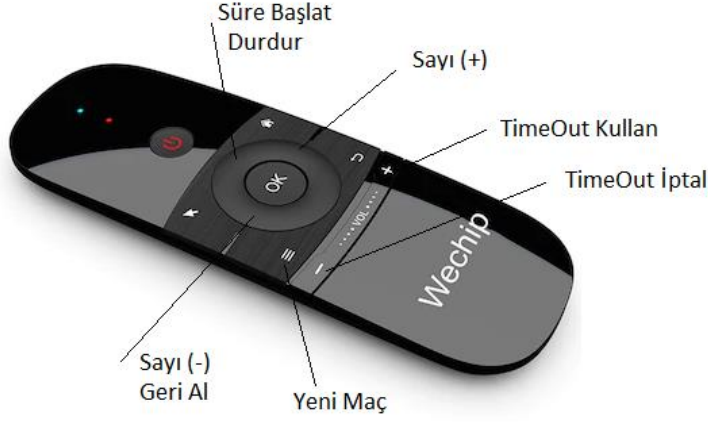 Süre Başlat
Durdur
Sayı (+)
TimeOut Kullan
TimeOut İptal
OK
+
VOL
−
Wechip
Sayı (-)
Geri Al
Yeni Maç